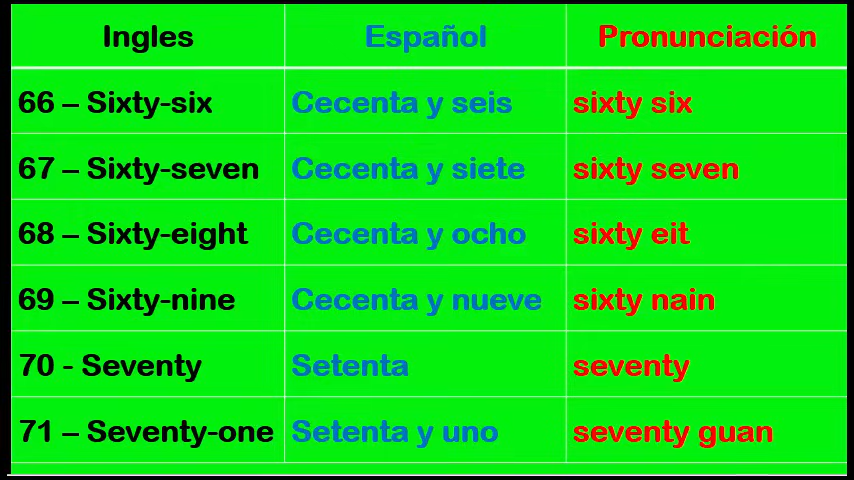 Ingles Español Pronunciación
66 – Sixty-six Cecenta y seis sixty six
67 – Sixty-seven Cecenta y siete sixty seven
68 – Sixty-eight Cecenta y ocho sixty eit
69 – Sixty-nine Cecenta y nueve sixty nain
70 - Seventy Setenta seventy
71 – Seventy-one Setenta y uno seventy guan